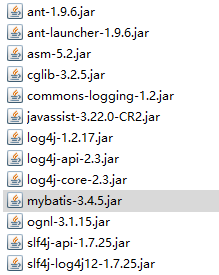 ant-1.9.6.jar
ant-launcher-1.9.6.jar
asm-5.2.jar
cglib-3.2.5.jar
commons-logging-1.2.jar
javassist-3.22.0-CR2.jar
log4j-1.2.17.jar
log4j-api-2.3.jar
log4j-core-2.3.jar
mybatis-3.4.5.jar
ognl-3.1.15.jar
slf4j-api-1.7.25.jar
slf4j-log4j12-1.7.25.jar